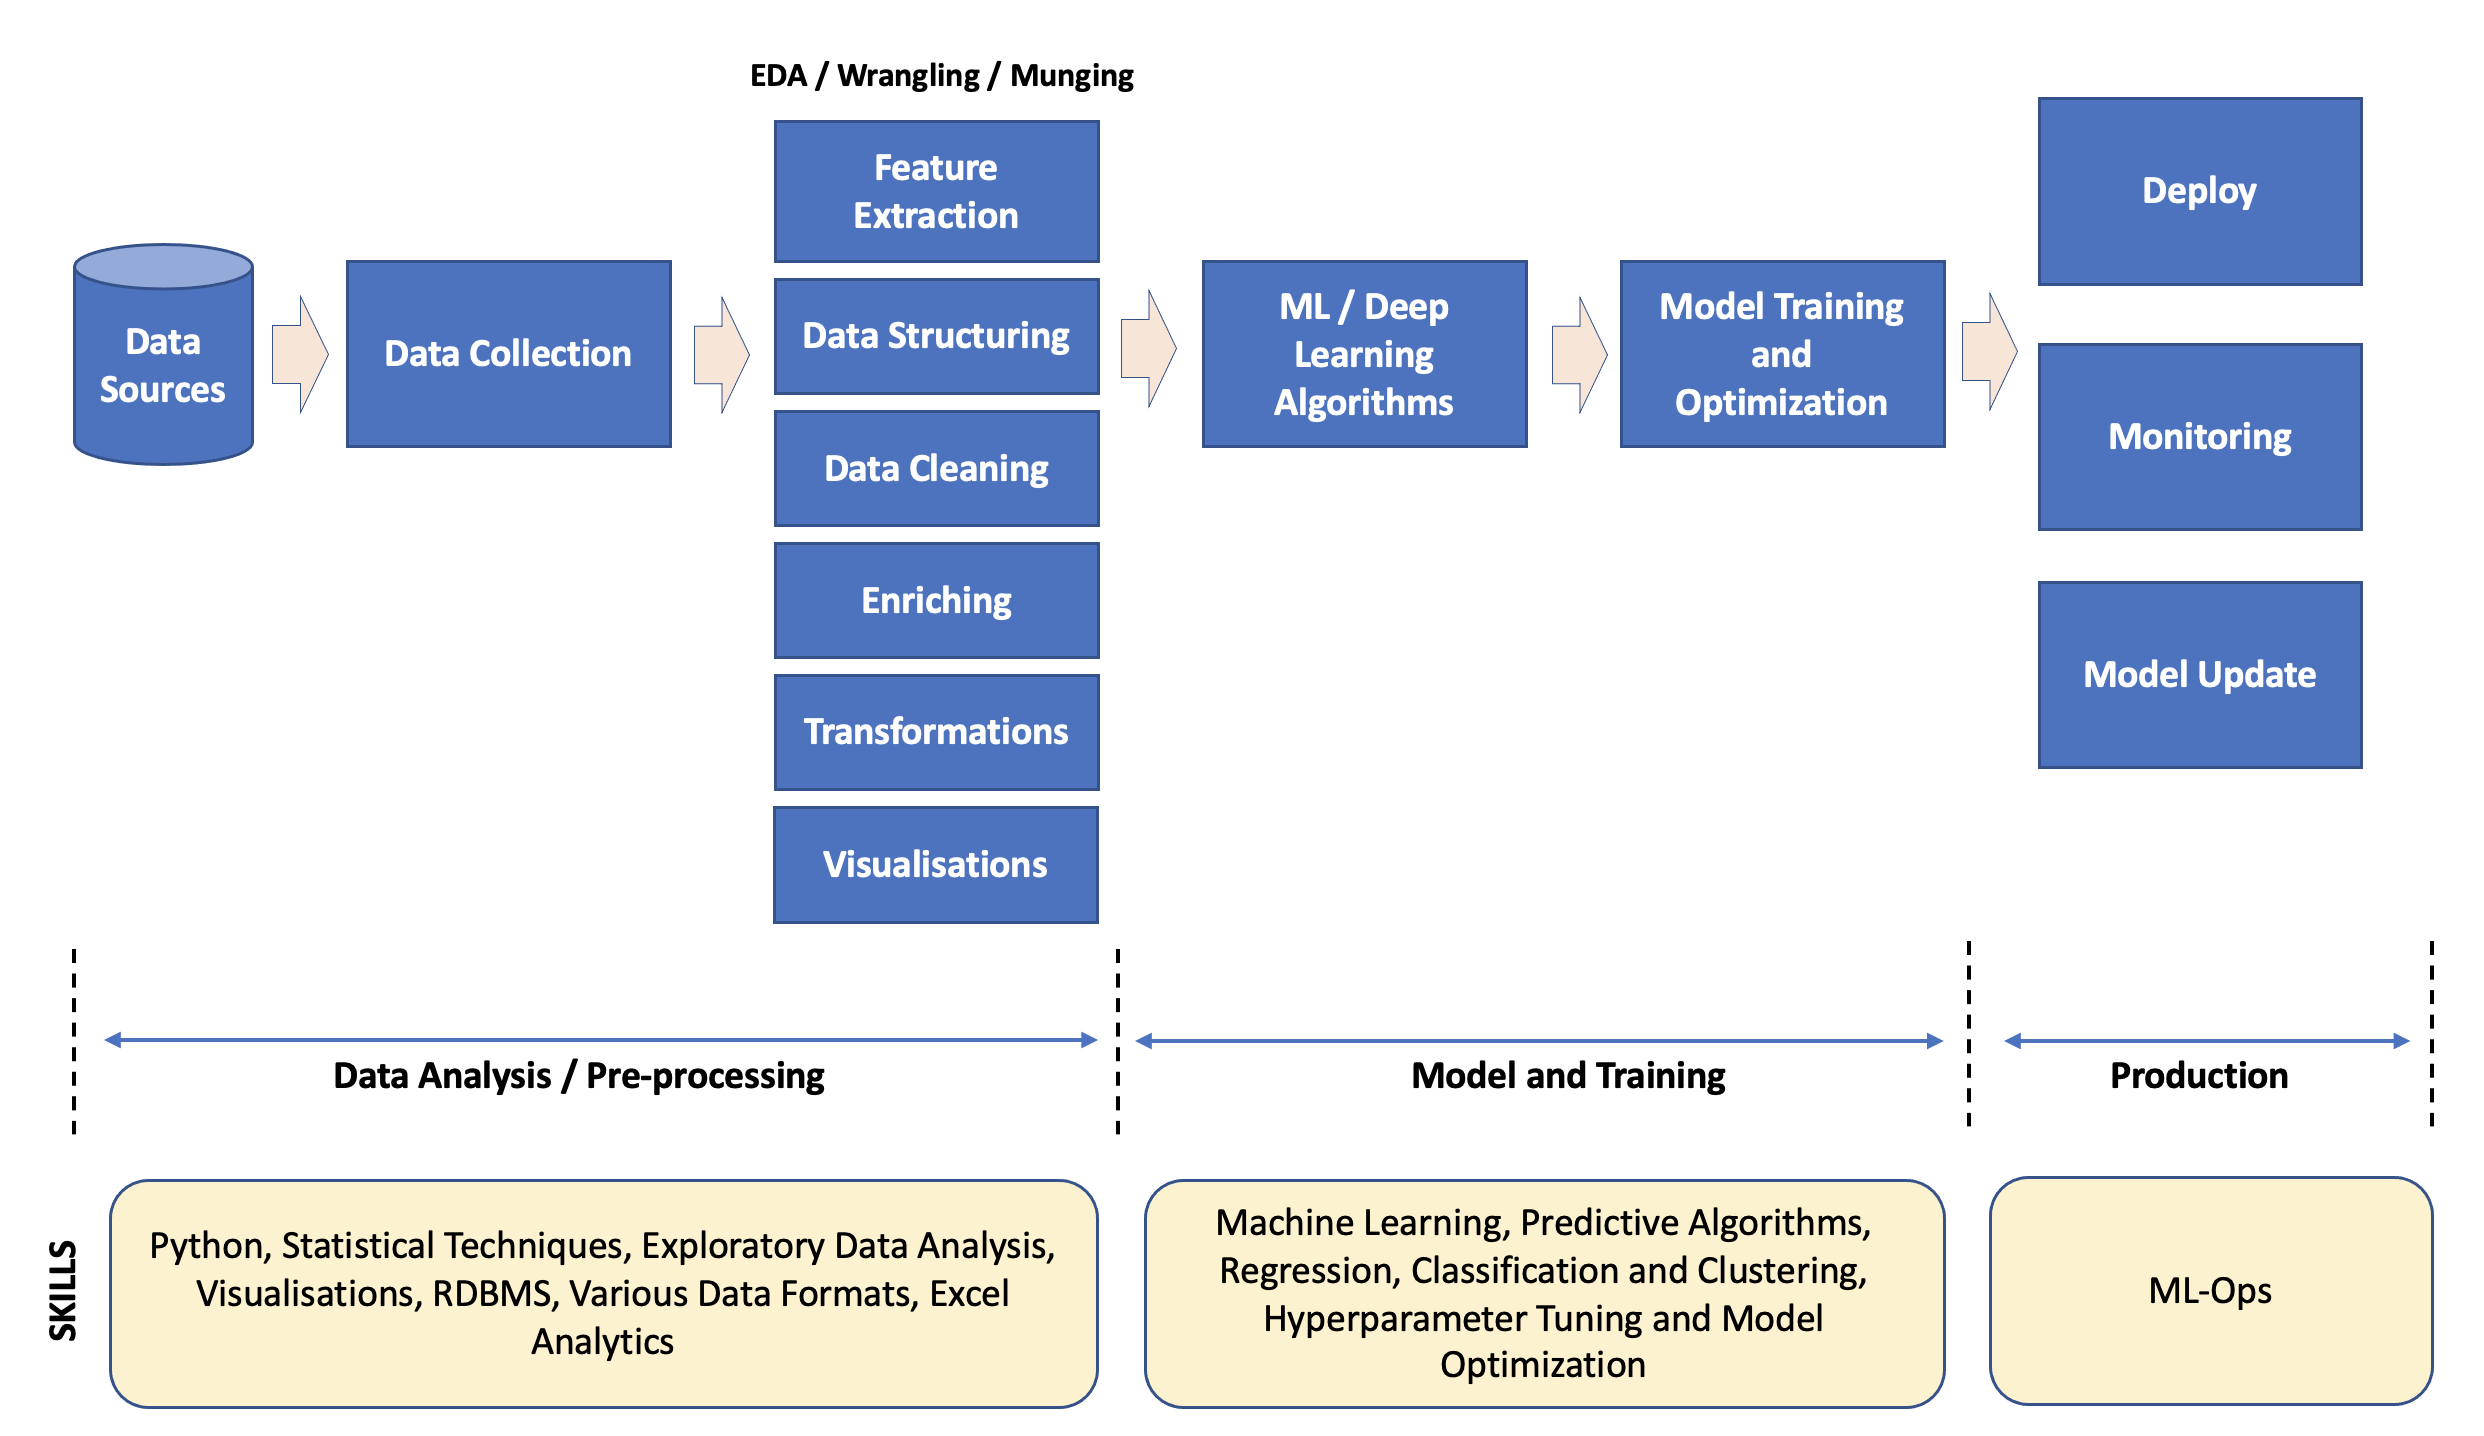 EDA / Wrangling / Munging
Feature
Extraction
Data Structuring
Data Cleaning
Enriching
Transformations
Visualisations
Data
Sources
Data Collection
ML / Deep
Learning
Algorithms
Model Training
and
Optimization
Deploy
Monitoring
Model Update
Data Analysis / Pre-processing
Model and Training
Production
SKILLS
Python, Statistical Techniques, Exploratory Data Analysis,
Visualisations, RDBMS, Various Data Formats, Excel
Analytics
Machine Learning, Predictive Algorithms,
Regression, Classification and Clustering,
Hyperparameter Tuning and Model
Optimization
ML-Ops